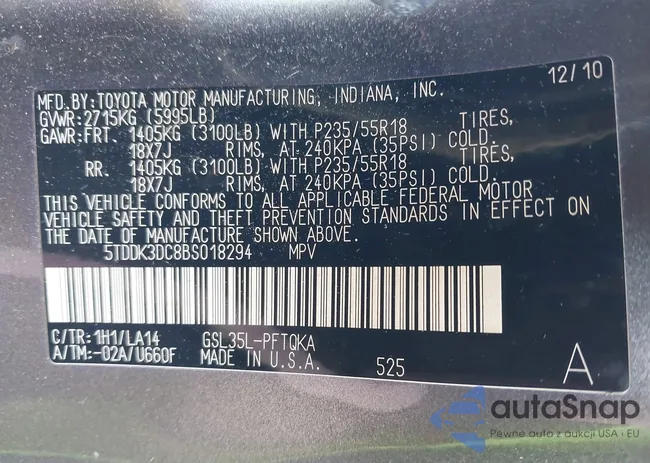 12/10
MFD.BY:TOYOTA MOTOR MANUFACTURING, INDIANA, INC.
GVWR:2715KG (5995LB)
GAWR:FRT. 1405KG (3100LB) WITH P235/55R18 TIRES,
18X7J RIMS, AT 240KPA (35PSI) COLD.
RR. 1405KG (3100LB) WITH P235/55R18 TIRES,
18X7J RIMS, AT 240KPA (35PSI) COLD.
THIS VEHICLE CONFORMS TO ALL APPLICABLE FEDERAL MOTOR
VEHICLE SAFETY AND THEFT PREVENTION STANDARDS IN EFFECT ON
THE DATE OF MANUFACTURE SHOWN ABOVE.
5TDDK3DC8BS018294 MPV
C/TR:1H1/LA14 GSL35L-PFTQKA
A/TM:-02A/U660F MADE IN U.S.A. 525 A
autaSnap
Pewne auto z aukcji USA · EU